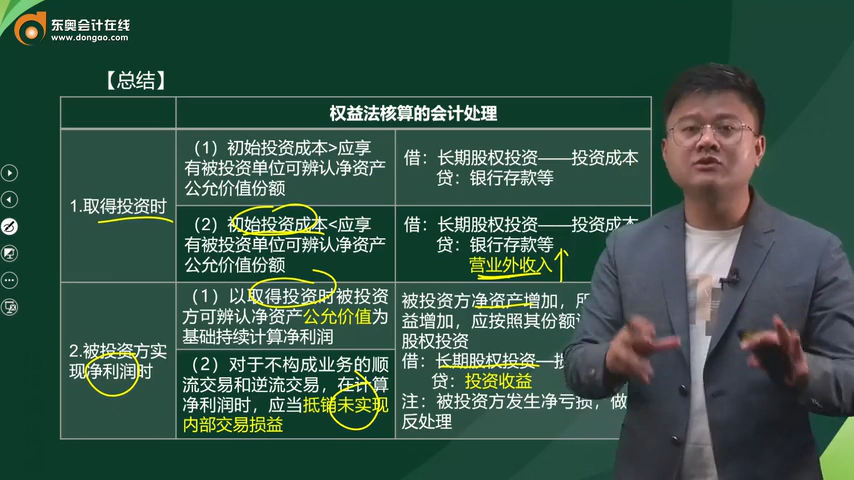 东奥会计在线
www.dongao.com
【总结】
权益法核算的会计处理
1.取得投资时
（1）初始投资成本>应享
有被投资单位可辨认净资产
公允价值份额
借：长期股权投资——投资成本
贷：银行存款等
（2）初始投资成本<应享
有被投资单位可辨认净资产
公允价值份额
借：长期股权投资——投资成本
贷：银行存款等
营业外收入
2.被投资方实
现净利润时
（1）以取得投资时被投资
方可辨认净资产公允价值为
基础持续计算净利润
（2）对于不构成业务的顺
流交易和逆流交易，在计算
净利润时，应当抵销未实现
内部交易损益
被投资方净资产增加，
益增加，应按照其份额
股权投资
借：长期股权投资—
贷：投资收益
注：被投资方发生净亏损，做
反处理